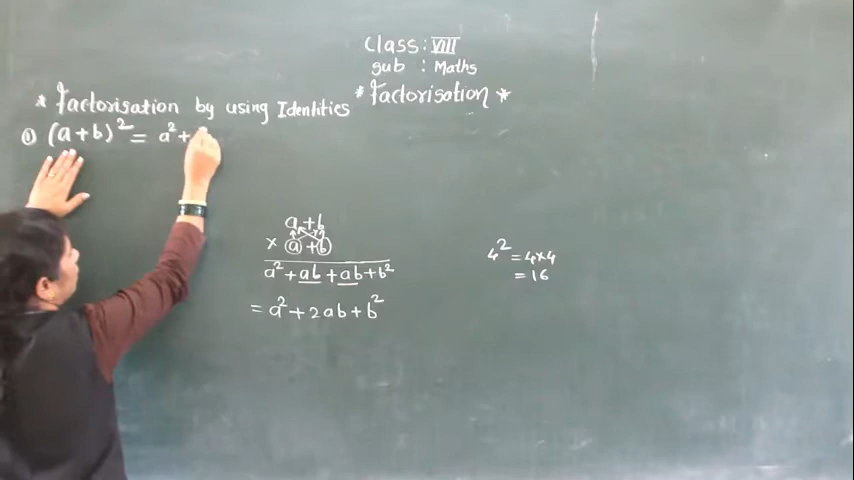 Class: VIII
Sub : Maths
* Factorisation *
* Factorisation by using Identities
① (a+b)² = a² +
a + b
× a + b
a² + ab + ab + b²
= a² + 2ab + b²
4² = 4×4
= 16